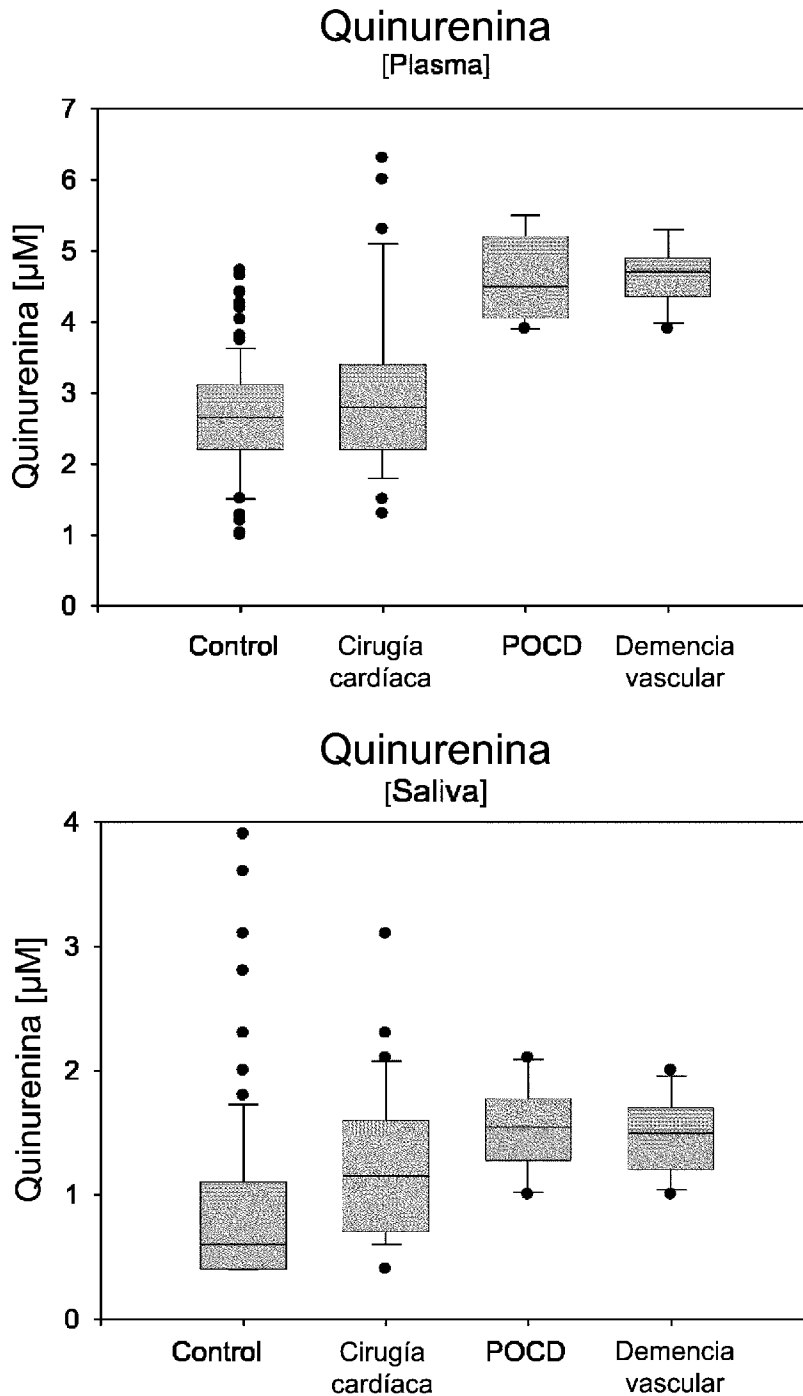 Quinurenina
[Plasma]
Quinurenina [µM]
7
6
5
4
3
2
1
0
Control
Cirugía
cardíaca
POCD
Demencia
vascular
Quinurenina
[Saliva]
Quinurenina [µM]
4
3
2
1
0
Control
Cirugía
cardíaca
POCD
Demencia
vascular